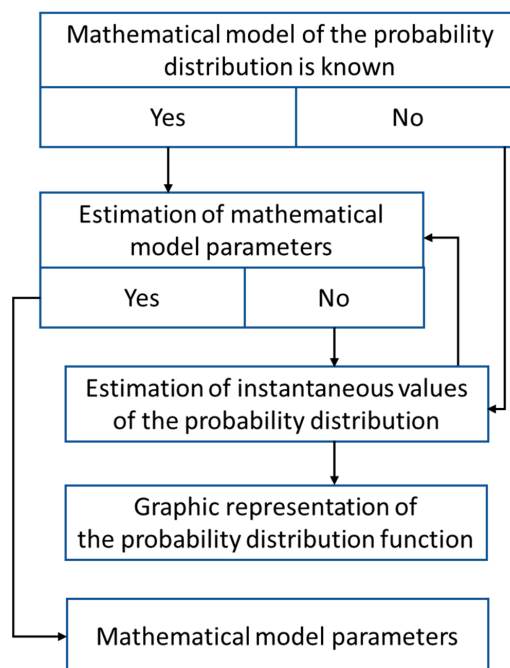 Mathematical model of the probability
distribution is known
Yes
No
Estimation of mathematical
model parameters
Yes
No
Estimation of instantaneous values
of the probability distribution
Graphic representation of
the probability distribution function
Mathematical model parameters